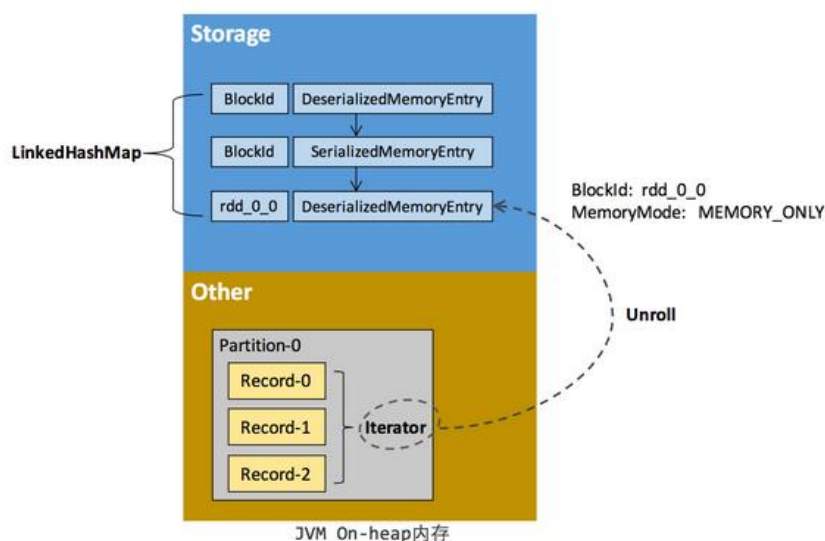 Storage
BlockId DeserializedMemoryEntry
LinkedHashMap
BlockId SerializedMemoryEntry
rdd_0_0 DeserializedMemoryEntry
BlockId: rdd_0_0
MemoryMode: MEMORY_ONLY
Other
Unroll
Partition-0
Record-0
Record-1
Iterator
Record-2
JVM On-heap内存